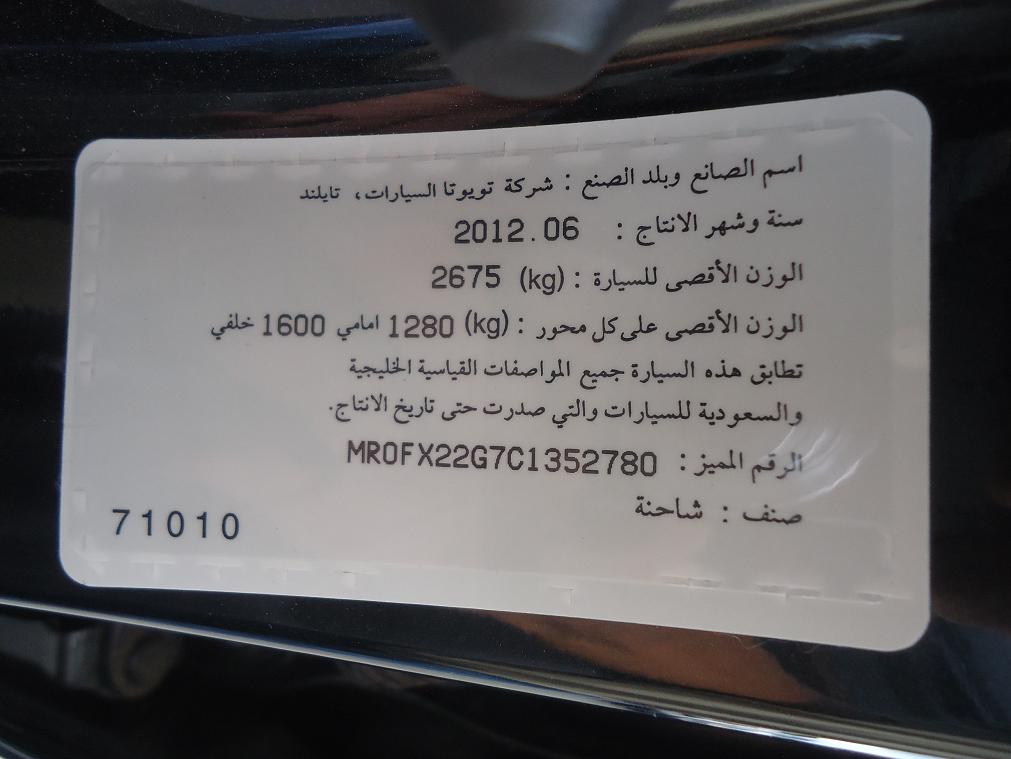 اسم الصانع وبلد الصنع : شركة تويوتا السيارات، تايلند
سنة وشهر الانتاج : 2012.06
الوزن الأقصى للسيارة : (kg) 2675
الوزن الأقصى على كل محور : (kg) 1280 امامي 1600 خلفي
تطابق هذه السيارة جميع المواصفات القياسية الخليجية
والسعودية للسيارات والتي صدرت حتى تاريخ الانتاج.
الرقم المميز : MR0FX22G7C1352780
صنف : شاحنة
71010